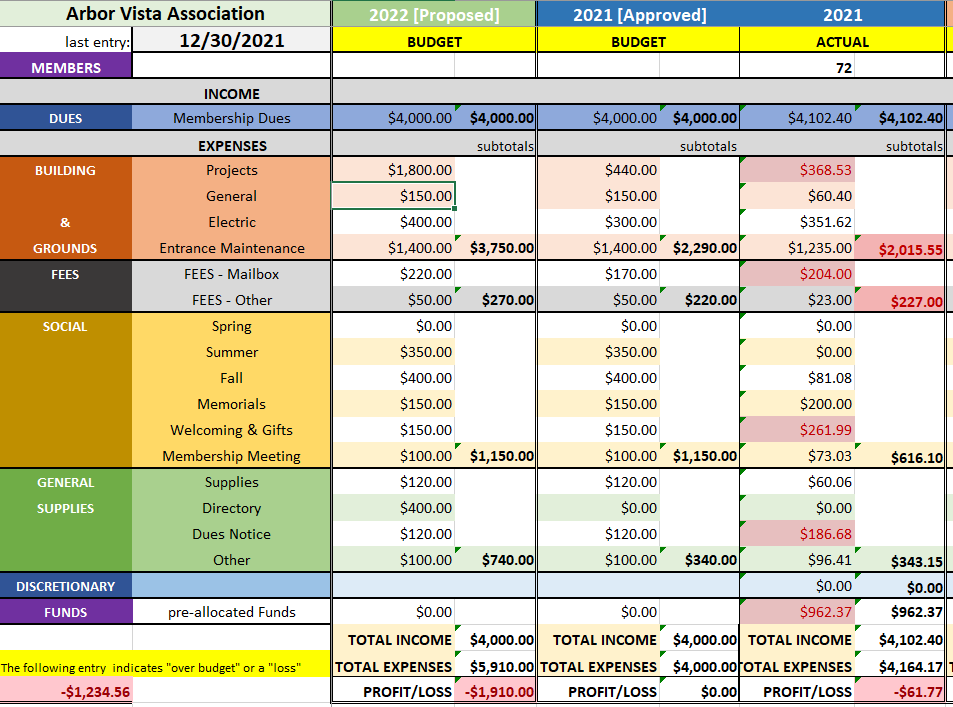 Arbor Vista Association 2022 [Proposed] 2021 [Approved] 2021
last entry: 12/30/2021 BUDGET BUDGET ACTUAL
MEMBERS 72
INCOME
DUES Membership Dues $4,000.00 $4,000.00 $4,000.00 $4,000.00 $4,102.40 $4,102.40
EXPENSES subtotals subtotals subtotals
BUILDING Projects $1,800.00 $440.00 $368.53
General $150.00 $150.00 $60.40
& Electric $400.00 $300.00 $351.62
GROUNDS Entrance Maintenance $1,400.00 $3,750.00 $1,400.00 $2,290.00 $1,235.00 $2,015.55
FEES FEES - Mailbox $220.00 $170.00 $204.00
FEES - Other $50.00 $270.00 $50.00 $220.00 $23.00 $227.00
SOCIAL Spring $0.00 $0.00 $0.00
Summer $350.00 $350.00 $0.00
Fall $400.00 $400.00 $81.08
Memorials $150.00 $150.00 $200.00
Welcoming & Gifts $150.00 $150.00 $261.99
Membership Meeting $100.00 $1,150.00 $100.00 $1,150.00 $73.03 $616.10
GENERAL Supplies $120.00 $120.00 $60.06
SUPPLIES Directory $400.00 $0.00 $0.00
Dues Notice $120.00 $120.00 $186.68
Other $100.00 $740.00 $100.00 $340.00 $96.41 $343.15
DISCRETIONARY $0.00 $0.00
FUNDS pre-allocated Funds $0.00 $0.00 $962.37 $962.37
TOTAL INCOME $4,000.00 TOTAL INCOME $4,000.00 TOTAL INCOME $4,102.40
The following entry indicates "over budget" or a "loss" TOTAL EXPENSES $5,910.00 TOTAL EXPENSES $4,000.00 TOTAL EXPENSES $4,164.17
-$1,234.56 PROFIT/LOSS -$1,910.00 PROFIT/LOSS $0.00 PROFIT/LOSS -$61.77